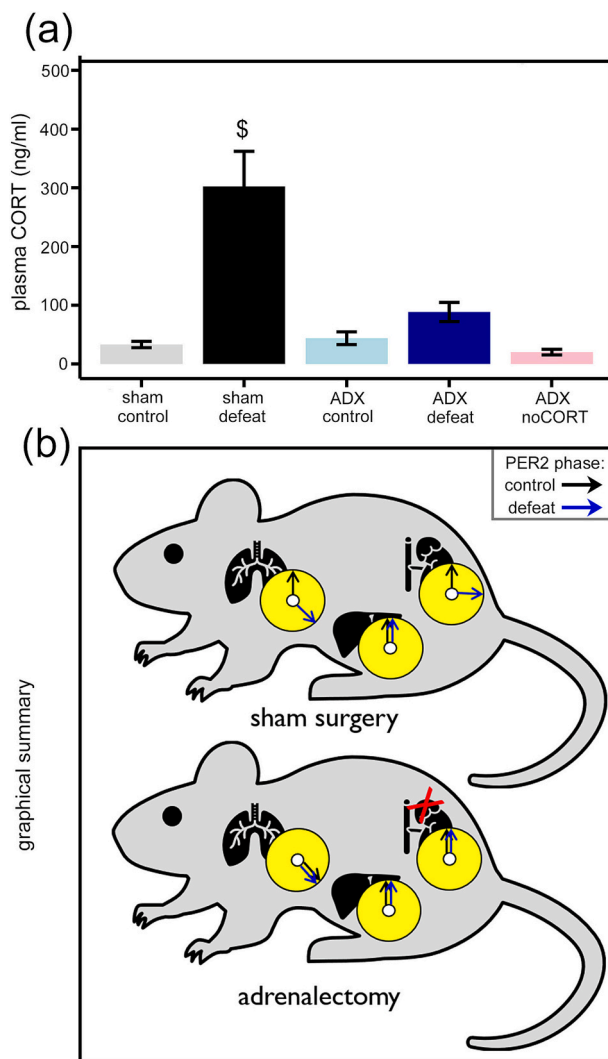 (a)
plasma CORT (ng/ml)
500
400
300
200
100
0
$
sham control
sham defeat
ADX control
ADX defeat
ADX noCORT
(b)
graphical summary
PER2 phase:
control
defeat
sham surgery
adrenalectomy